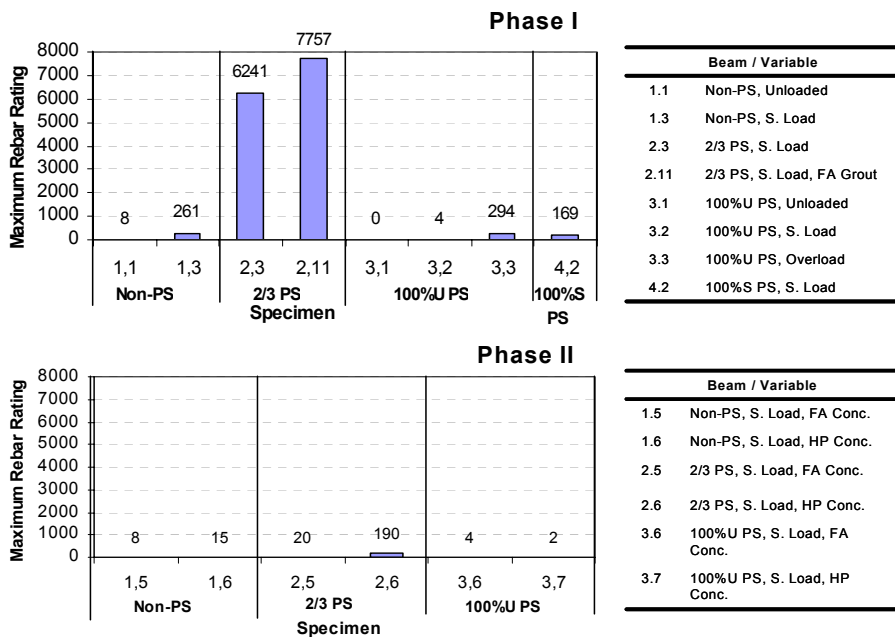 Phase I
Maximum Rebar Rating
8000
7000
6000
5000
4000
3000
2000
1000
0
8
261
6241
7757
0
4
294
169
1,1 1,3 2,3 2,11 3,1 3,2 3,3 4,2
Non-PS 2/3 PS 100%U PS 100%S PS
Specimen
Beam / Variable
1.1 Non-PS, Unloaded
1.3 Non-PS, S. Load
2.3 2/3 PS, S. Load
2.11 2/3 PS, S. Load, FA Grout
3.1 100%U PS, Unloaded
3.2 100%U PS, S. Load
3.3 100%U PS, Overload
4.2 100%S PS, S. Load
Phase II
Maximum Rebar Rating
8000
7000
6000
5000
4000
3000
2000
1000
0
8 15 20 190 4 2
1,5 1,6 2,5 2,6 3,6 3,7
Non-PS 2/3 PS 100%U PS
Specimen
Beam / Variable
1.5 Non-PS, S. Load, FA Conc.
1.6 Non-PS, S. Load, HP Conc.
2.5 2/3 PS, S. Load, FA Conc.
2.6 2/3 PS, S. Load, HP Conc.
3.6 100%U PS, S. Load, FA
Conc.
3.7 100%U PS, S. Load, HP
Conc.